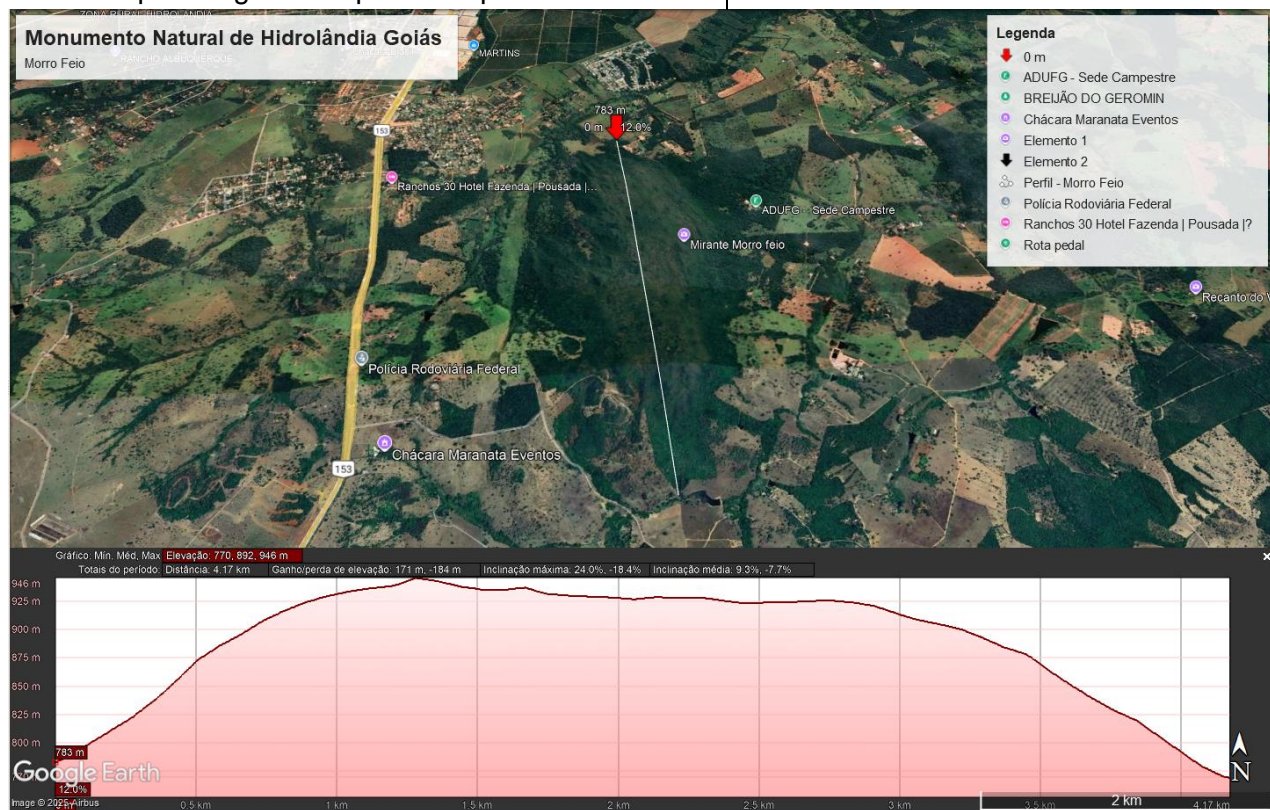 ZONA RURAL HIDROLANDIA
Monumento Natural de Hidrolândia Goiás
Morro Feio
RANCHO ALBUQUERQUE
MARTINS
783 m
0 m
12.0%
153
Ranchos 30 Hotel Fazenda | Pousada |...
ADUFG - Sede Campestre
Mirante Morro feio
Recanto do V
Polícia Rodoviária Federal
Chácara Maranata Eventos
153
Legenda
0 m
ADUFG - Sede Campestre
BREIJÃO DO GEROMIN
Chácara Maranata Eventos
Elemento 1
Elemento 2
Perfil - Morro Feio
Polícia Rodoviária Federal
Ranchos 30 Hotel Fazenda | Pousada |?
Rota pedal
Gráfico: Mín, Méd, Max Elevação: 770, 892, 946 m
Totais do período: Distância: 4.17 km Ganho/perda de elevação: 171 m, -184 m Inclinação máxima: 24.0%, -18.4% Inclinação média: 9.3%, -7.7%
946 m
925 m
900 m
875 m
850 m
825 m
800 m
783 m
Google Earth
12.0%
Image © 2025 Airbus
0.5 km
1 km
1.5 km
2 km
2.5 km
3 km
3.5 km
4.17 km
2 km
N